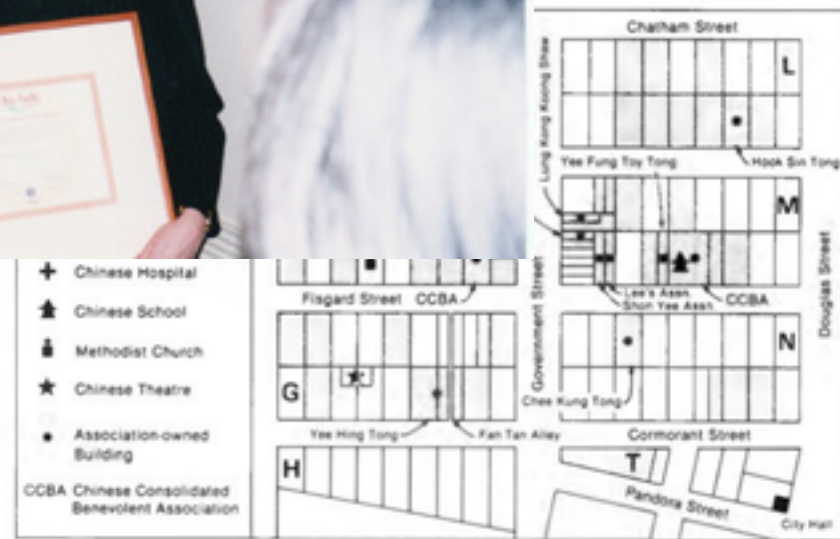 Chatham Street
L
Lung Kong Koong Shaw
Hook Sin Tong
Yee Fung Toy Tong
M
Douglas Street
Government Street
Lee's Assn.
Shon Yee Assn.
CCBA
N
Chee Kung Tong
Cormorant Street
T
Pandora Street
City Hall
Chinese Hospital
Chinese School
Methodist Church
Chinese Theatre
Association-owned
Building
CCBA Chinese Consolidated
Benevolent Association
Fisgard Street
CCBA
G
Yee Hing Tong
Fan Tan Alley
H